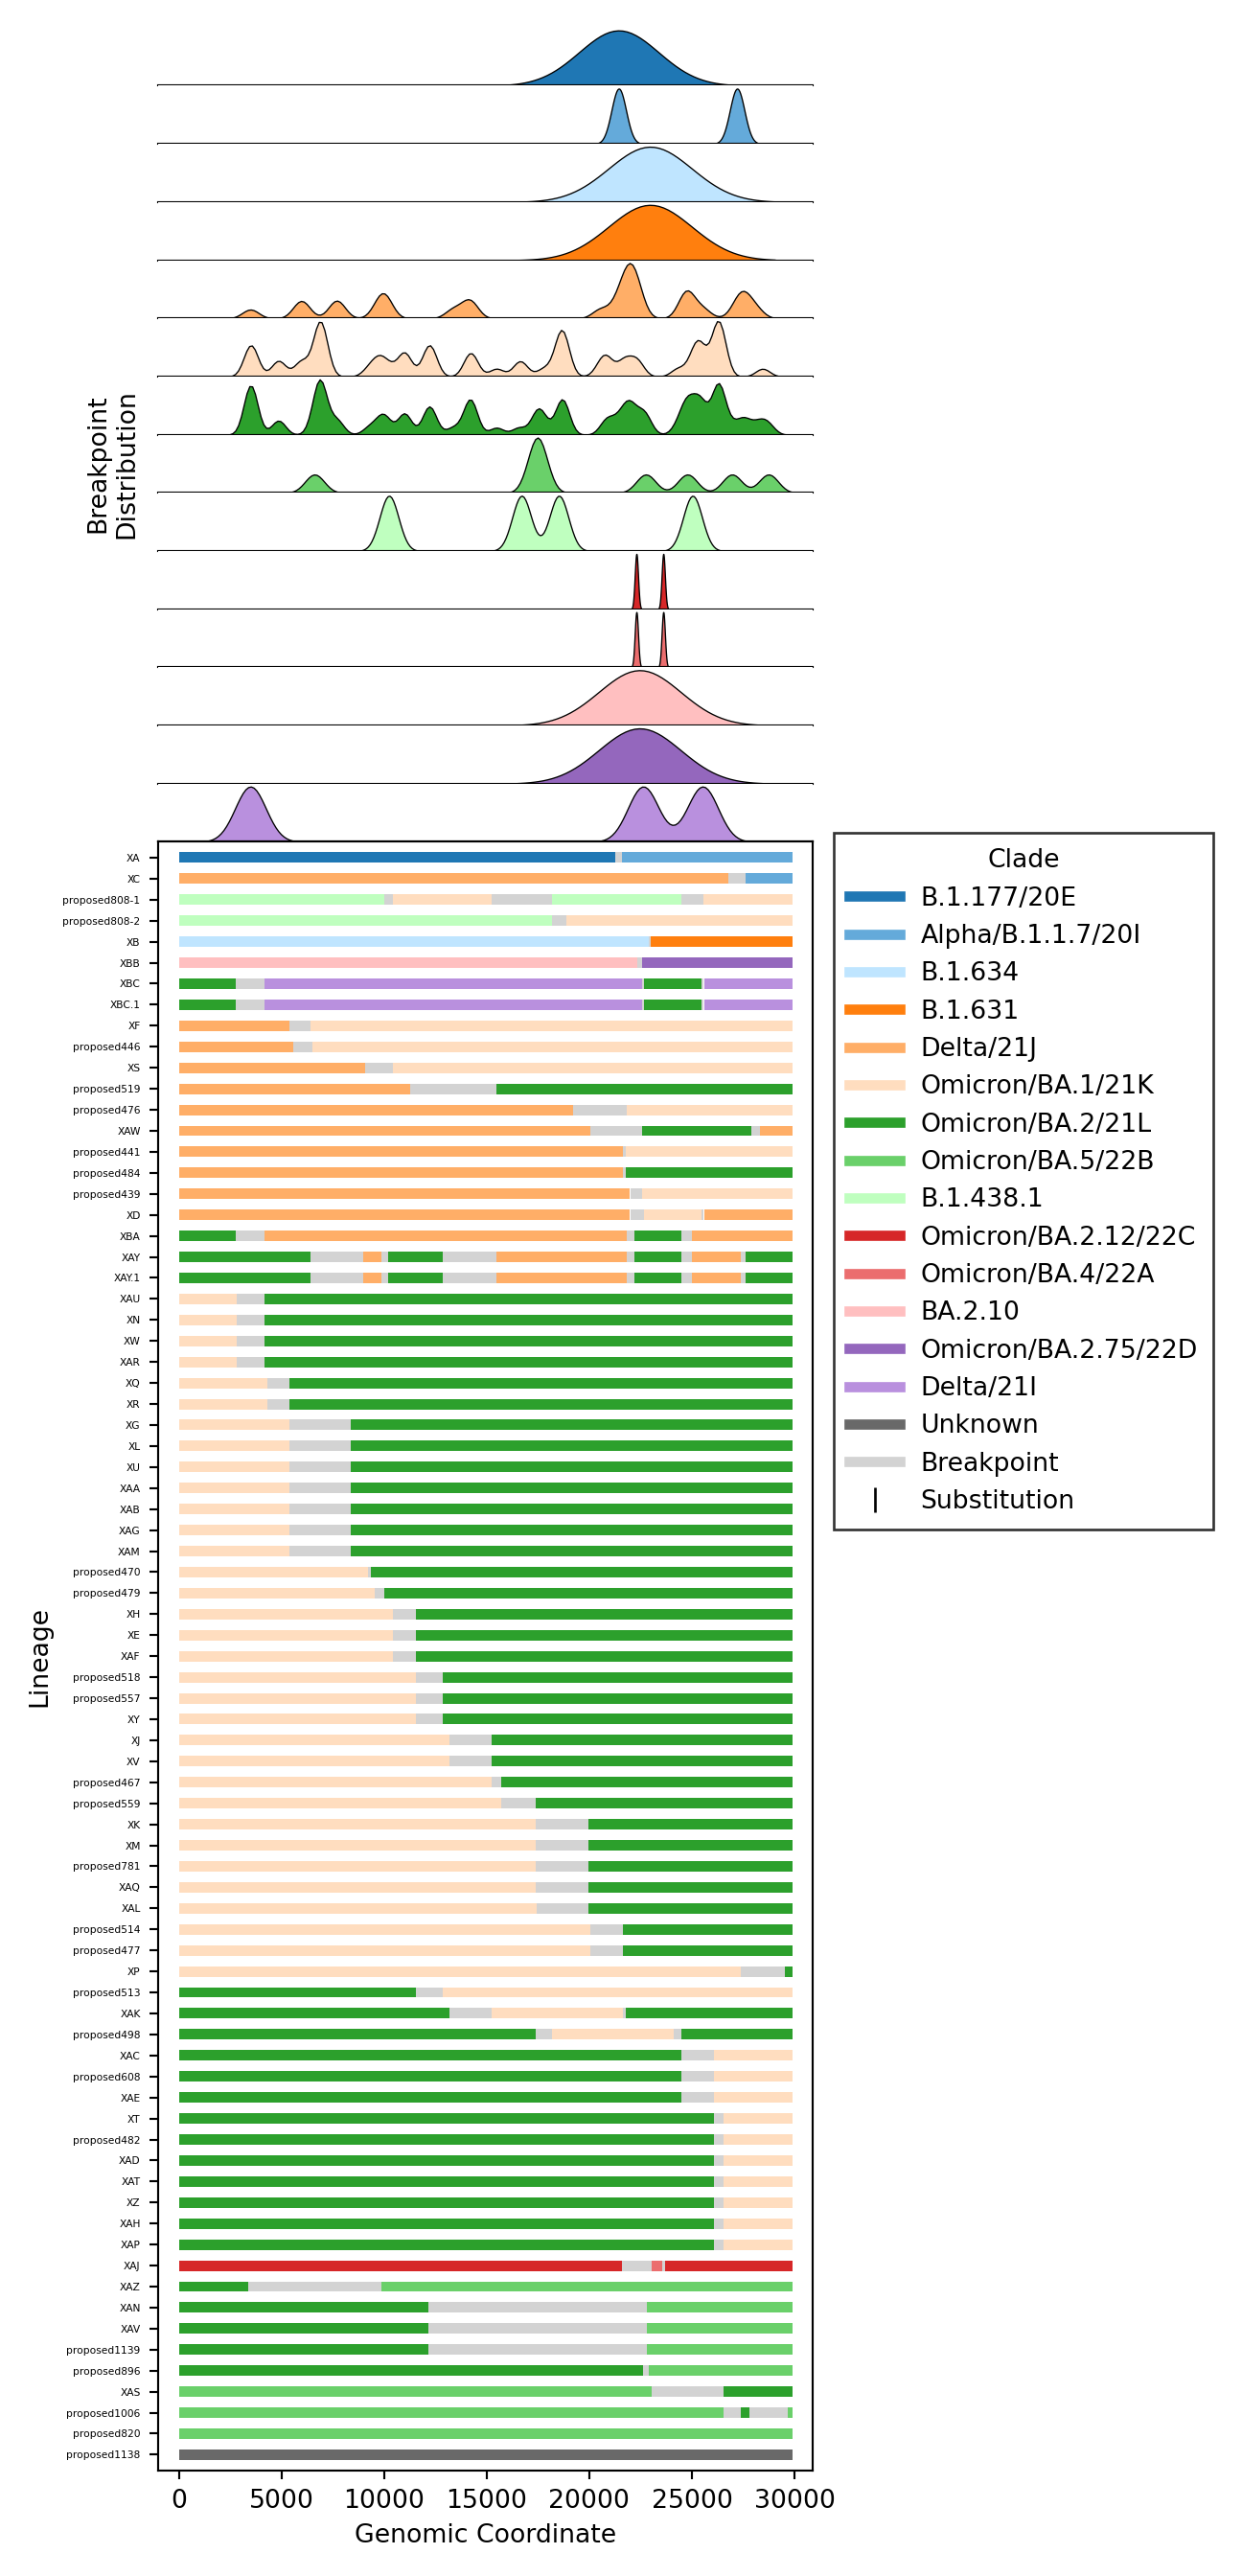 Breakpoint
Distribution
XA
XC
proposed808-1
proposed808-2
XB
XBB
XBC
XBC.1
XF
proposed446
XS
proposed519
proposed476
XAW
proposed441
proposed484
proposed439
XD
XBA
XAY
XAY.1
XAU
XN
XW
XAR
XQ
XR
XG
XL
XU
XAA
XAB
XAG
XAM
proposed470
proposed479
XH
XE
XAF
proposed518
proposed557
XY
XJ
XV
proposed467
proposed559
XK
XM
proposed781
XAQ
XAL
proposed514
proposed477
XP
proposed513
XAK
proposed498
XAC
proposed608
XAE
XT
proposed482
XAD
XAT
XZ
XAH
XAP
XAJ
XAZ
XAN
XAV
proposed1139
proposed896
XAS
proposed1006
proposed820
proposed1138
Lineage
0 5000 10000 15000 20000 25000 30000
Genomic Coordinate
Clade
B.1.177/20E
Alpha/B.1.1.7/20I
B.1.634
B.1.631
Delta/21J
Omicron/BA.1/21K
Omicron/BA.2/21L
Omicron/BA.5/22B
B.1.438.1
Omicron/BA.2.12/22C
Omicron/BA.4/22A
BA.2.10
Omicron/BA.2.75/22D
Delta/21I
Unknown
Breakpoint
Substitution